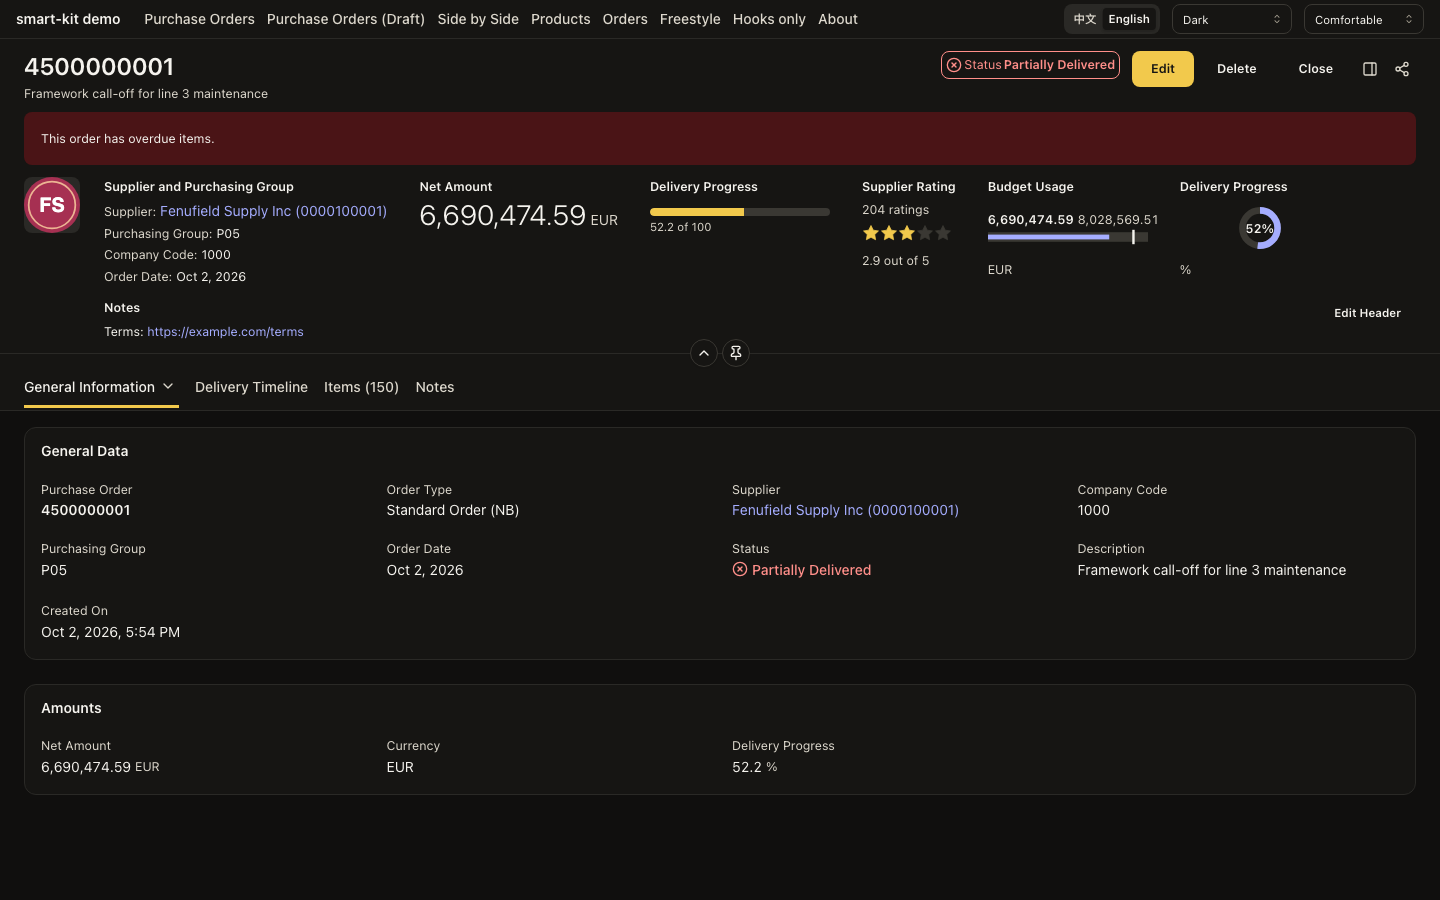 smart-kit demo Purchase Orders Purchase Orders (Draft) Side by Side Products Orders Freestyle Hooks only About 中文 English Dark Comfortable
4500000001 Status Partially Delivered Edit Delete Close
Framework call-off for line 3 maintenance
This order has overdue items.
FS
Supplier and Purchasing Group
Supplier: Fenufield Supply Inc (0000100001)
Purchasing Group: P05
Company Code: 1000
Order Date: Oct 2, 2026
Notes
Terms: https://example.com/terms
Net Amount
6,690,474.59 EUR
Delivery Progress
52.2 of 100
Supplier Rating
204 ratings
2.9 out of 5
Budget Usage
6,690,474.59 8,028,569.51
EUR
Delivery Progress
52%
%
Edit Header
General Information Delivery Timeline Items (150) Notes
General Data
Purchase Order
4500000001
Order Type
Standard Order (NB)
Supplier
Fenufield Supply Inc (0000100001)
Company Code
1000
Purchasing Group
P05
Order Date
Oct 2, 2026
Status
Partially Delivered
Description
Framework call-off for line 3 maintenance
Created On
Oct 2, 2026, 5:54 PM
Amounts
Net Amount
6,690,474.59 EUR
Currency
EUR
Delivery Progress
52.2 %